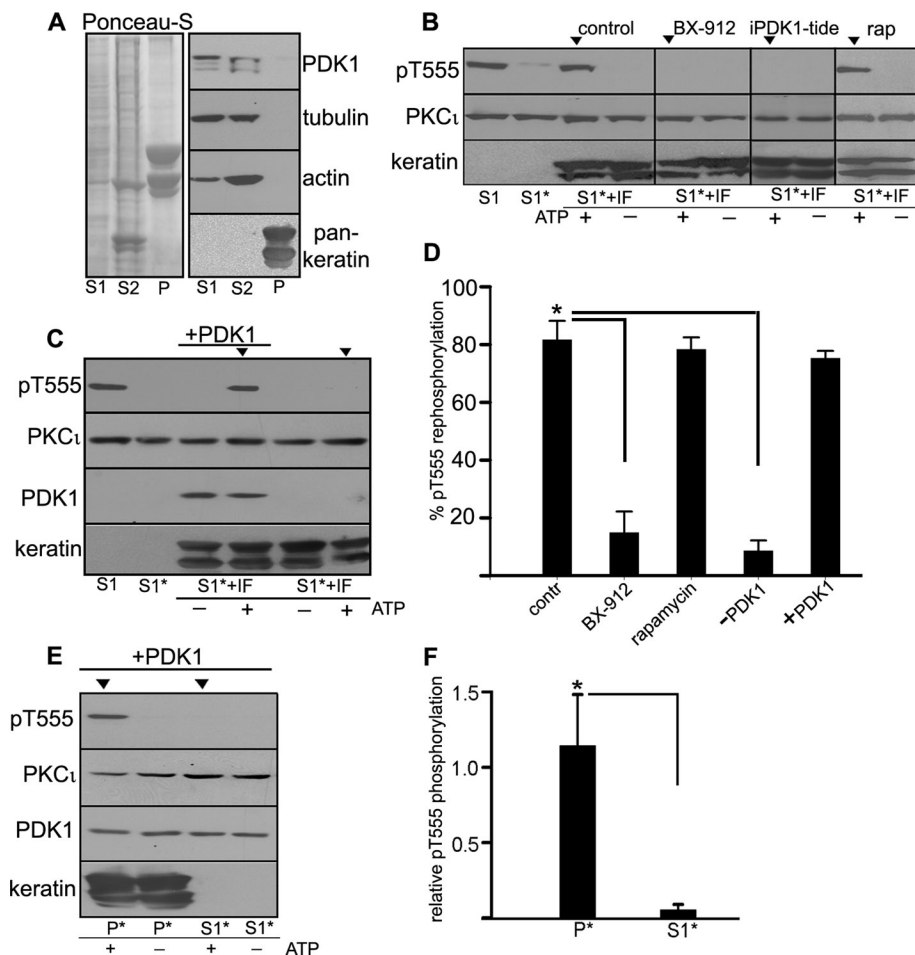 A
Ponceau-S
PDK1
tubulin
actin
pan-
keratin
S1 S2 P
S1 S2 P
B
control BX-912 iPDK1-tide rap
pT555
PKCι
keratin
S1 S1* S1*+IF S1*+IF S1*+IF S1*+IF
ATP + − + − + − + −
C
+PDK1
pT555
PKCι
PDK1
keratin
S1 S1* S1*+IF S1*+IF
− + − + ATP
D
% pT555 rephosphorylation
80
60
40
20
*
contr BX-912 rapamycin -PDK1 +PDK1
E
+PDK1
pT555
PKCι
PDK1
keratin
P* P* S1* S1*
+ − + − ATP
F
relative pT555 phosphorylation
1.5
1.0
0.5
*
P* S1*